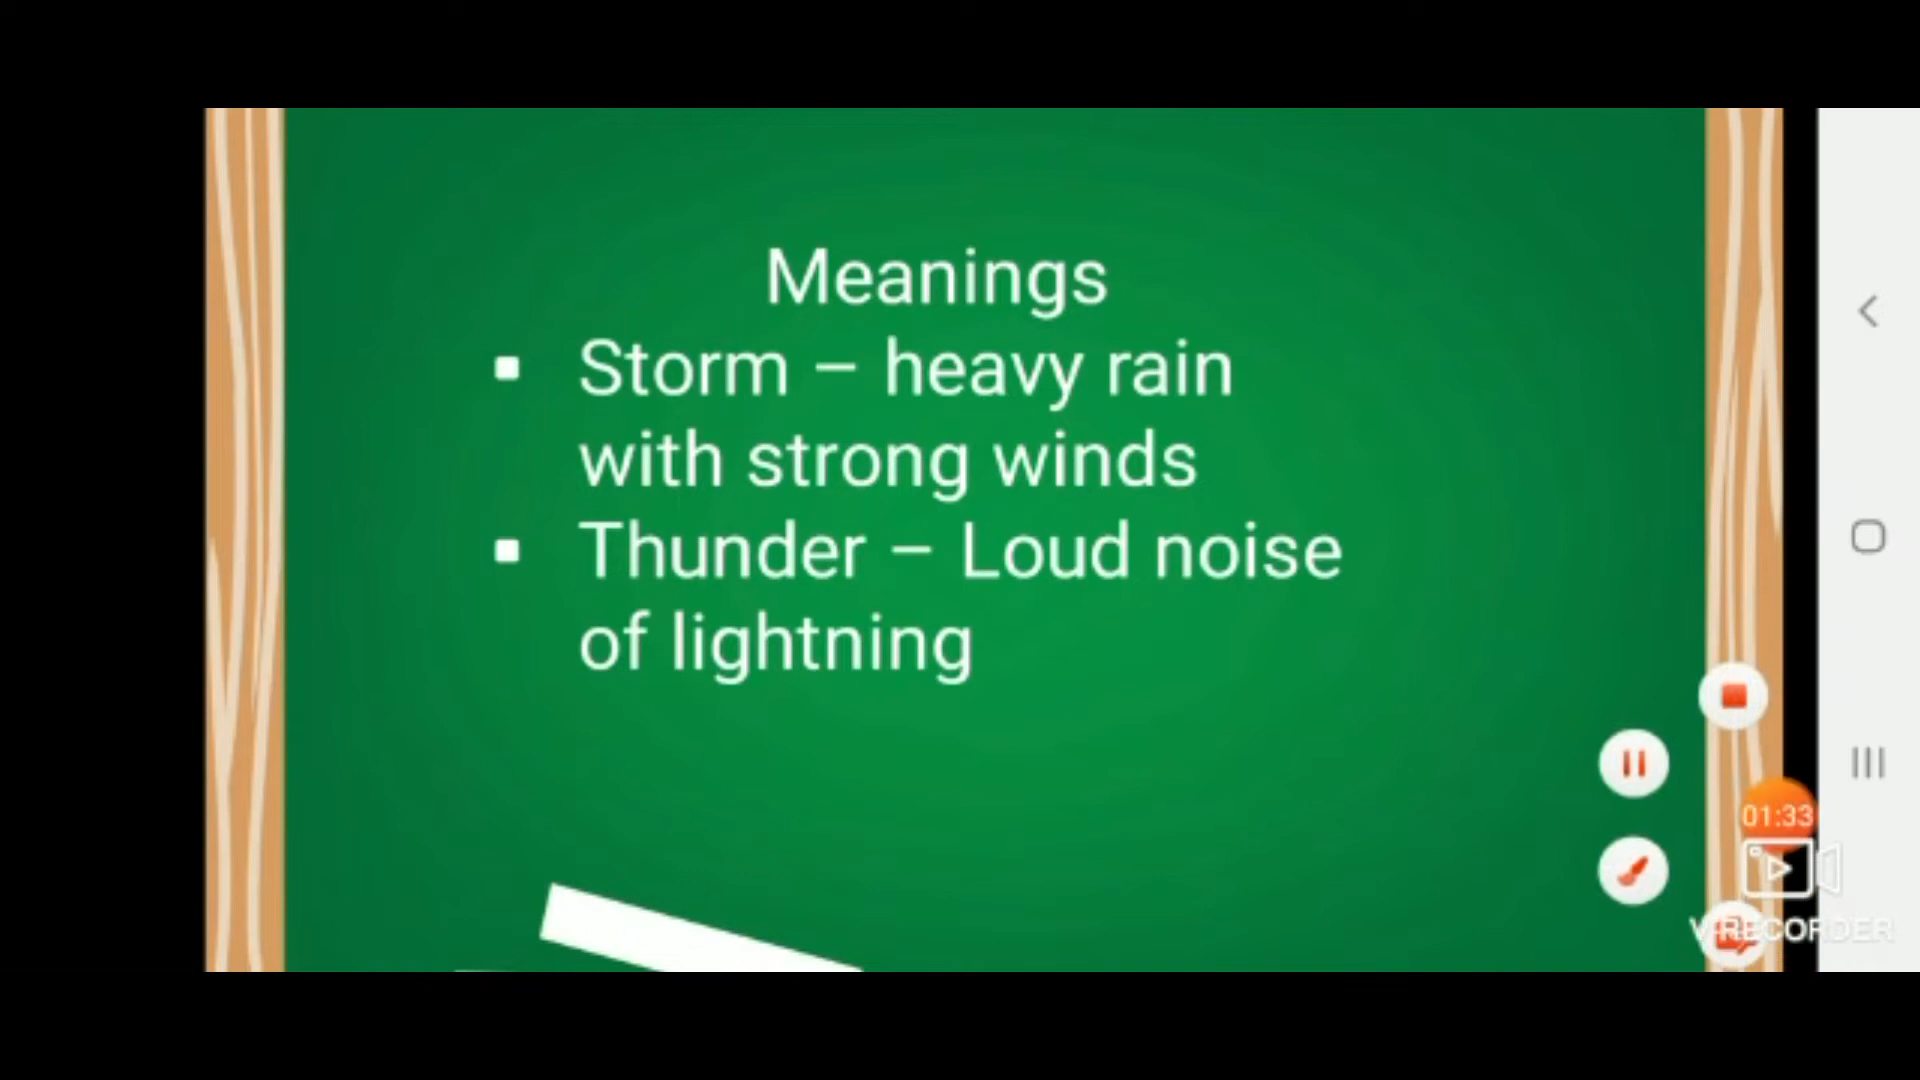 Meanings
▪ Storm – heavy rain
with strong winds
▪ Thunder – Loud noise
of lightning
01:33
V RECORDER